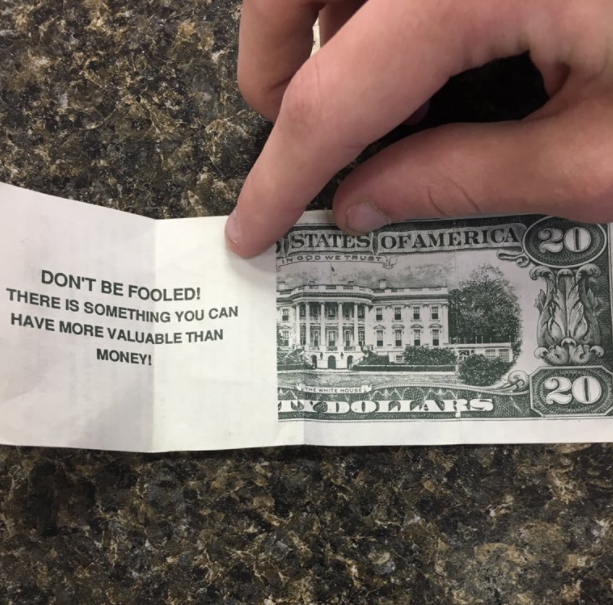 DON'T BE FOOLED!
THERE IS SOMETHING YOU CAN
HAVE MORE VALUABLE THAN
MONEY!
STATES OF AMERICA
IN GOD WE TRUST
20
THE WHITE HOUSE
TY DOLLARS
20